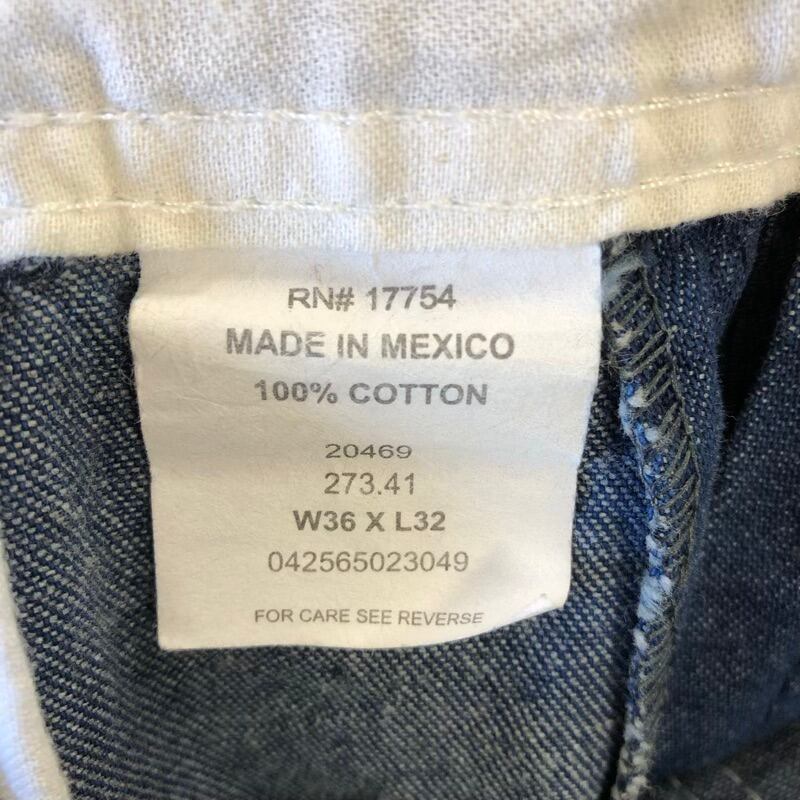 RN# 17754
MADE IN MEXICO
100% COTTON
20469
273.41
W36 X L32
042565023049
FOR CARE SEE REVERSE